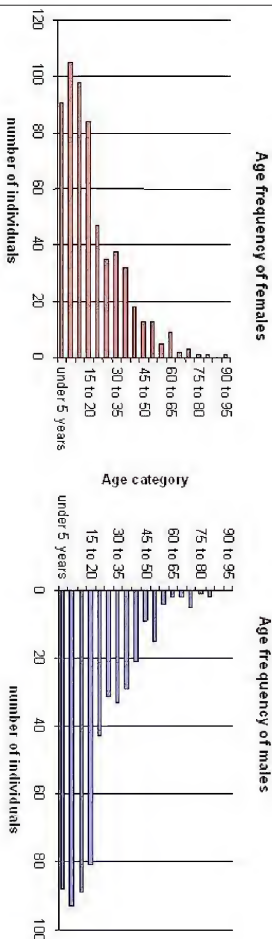 Age frequency of females
90 to 95
75 to 80
60 to 65
45 to 50
30 to 35
15 to 20
under 5 years
120
100
80
60
40
20
0
number of individuals
Age category
Age frequency of males
90 to 95
75 to 80
60 to 65
45 to 50
30 to 35
15 to 20
under 5 years
0
20
40
60
80
100
number of individuals